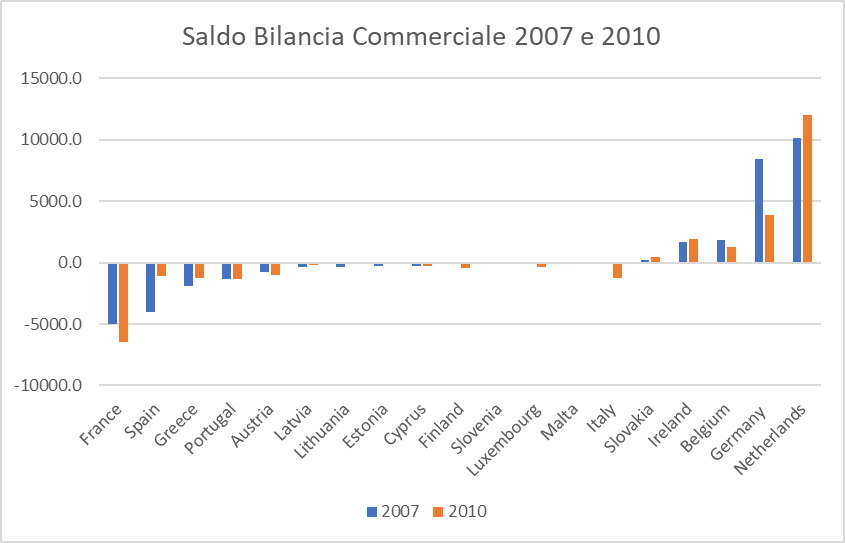 Saldo Bilancia Commerciale 2007 e 2010
15000.0
10000.0
5000.0
0.0
-5000.0
-10000.0
France
Spain
Greece
Portugal
Austria
Latvia
Lithuania
Estonia
Cyprus
Finland
Slovenia
Luxembourg
Malta
Italy
Slovakia
Ireland
Belgium
Germany
Netherlands
2007 2010